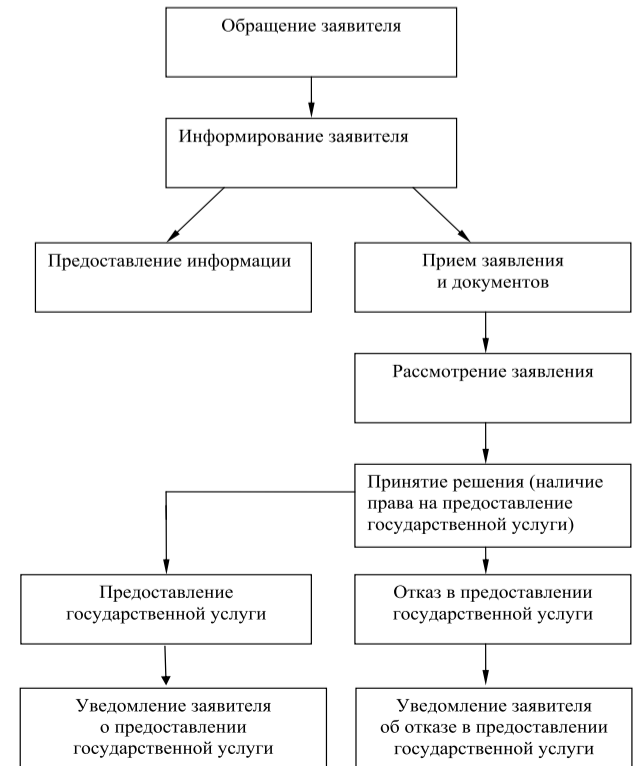 Обращение заявителя
Информирование заявителя
Предоставление информации
Прием заявления
и документов
Рассмотрение заявления
Принятие решения (наличие
права на предоставление
государственной услуги)
Предоставление
государственной услуги
Отказ в предоставлении
государственной услуги
Уведомление заявителя
о предоставлении
государственной услуги
Уведомление заявителя
об отказе в предоставлении
государственной услуги